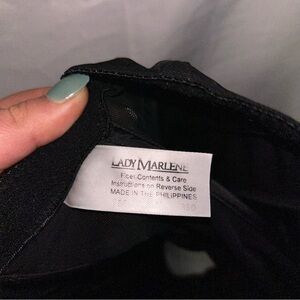 LADY MARLENE
Fiber Contents & Care
Instructions on Reverse Side
MADE IN THE PHILIPPINES